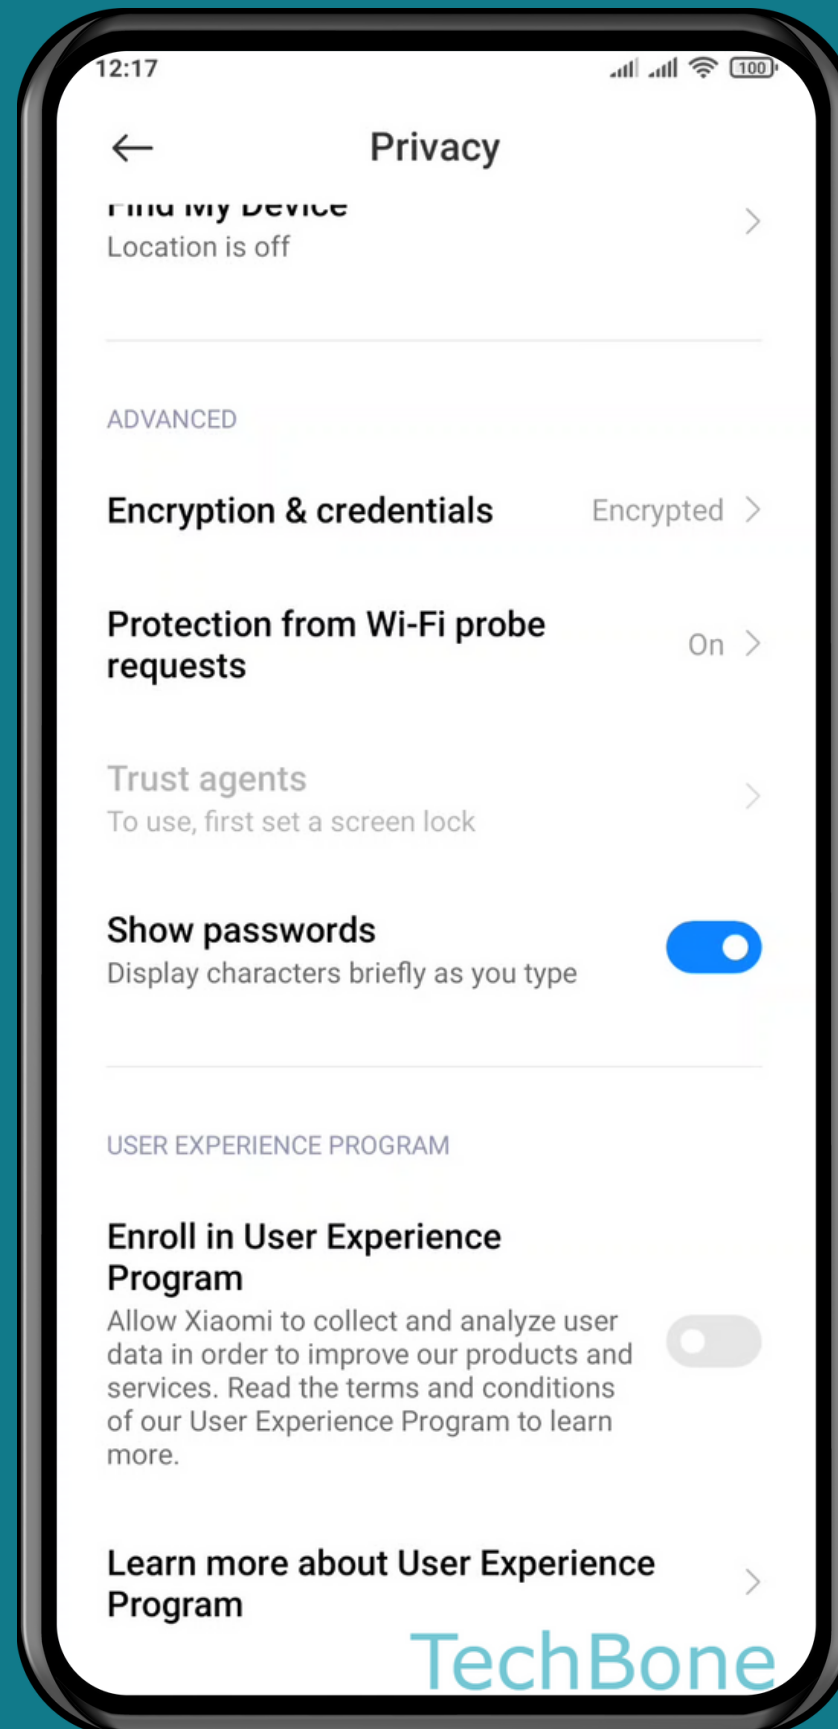 12:17
100
Privacy
Find My Device
Location is off
ADVANCED
Encryption & credentials
Encrypted
Protection from Wi-Fi probe
requests
On
Trust agents
To use, first set a screen lock
Show passwords
Display characters briefly as you type
USER EXPERIENCE PROGRAM
Enroll in User Experience
Program
Allow Xiaomi to collect and analyze user
data in order to improve our products and
services. Read the terms and conditions
of our User Experience Program to learn
more.
Learn more about User Experience
Program
TechBone